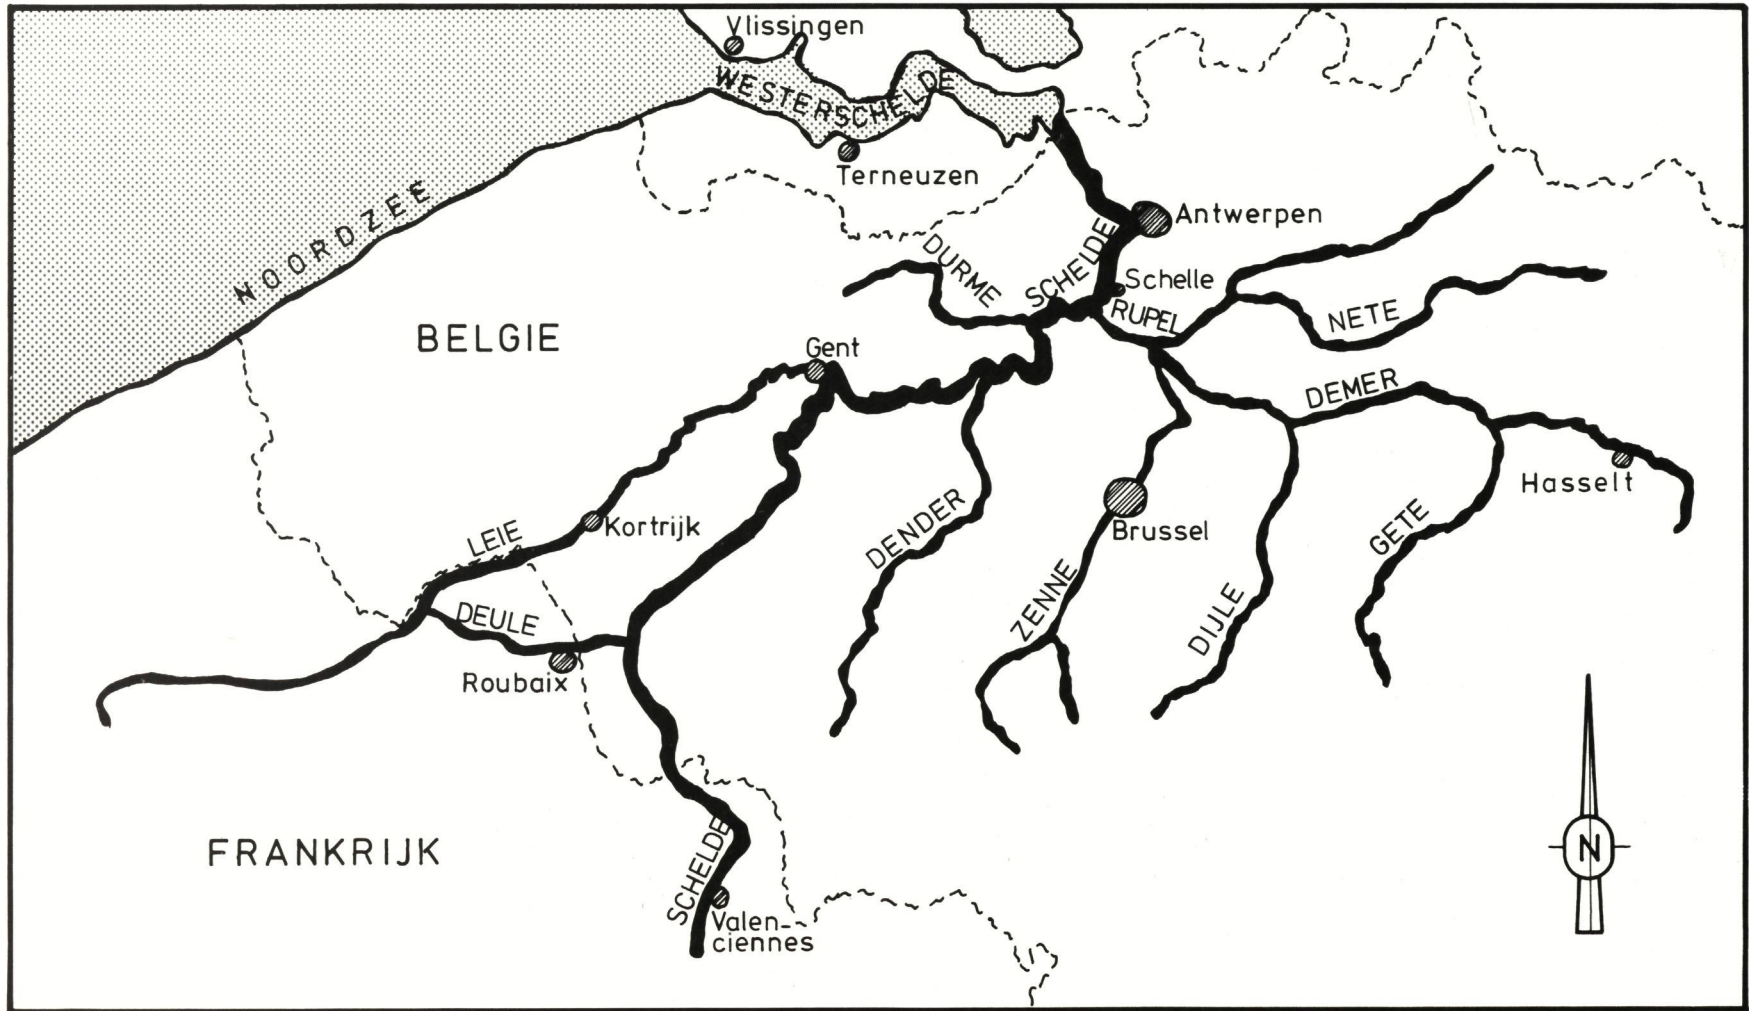 Vlissingen
WESTERSCHELDE
Terneuzen
NOORDZEE
Antwerpen
SCHELDE
DURME
Schelle
RUPEL
NETE
BELGIE
Gent
DEMER
Hasselt
Kortrijk
LEIE
DENDER
Brussel
GETE
ZENNE
DIJLE
DEULE
Roubaix
FRANKRIJK
SCHELDE
Valen-
ciennes
N